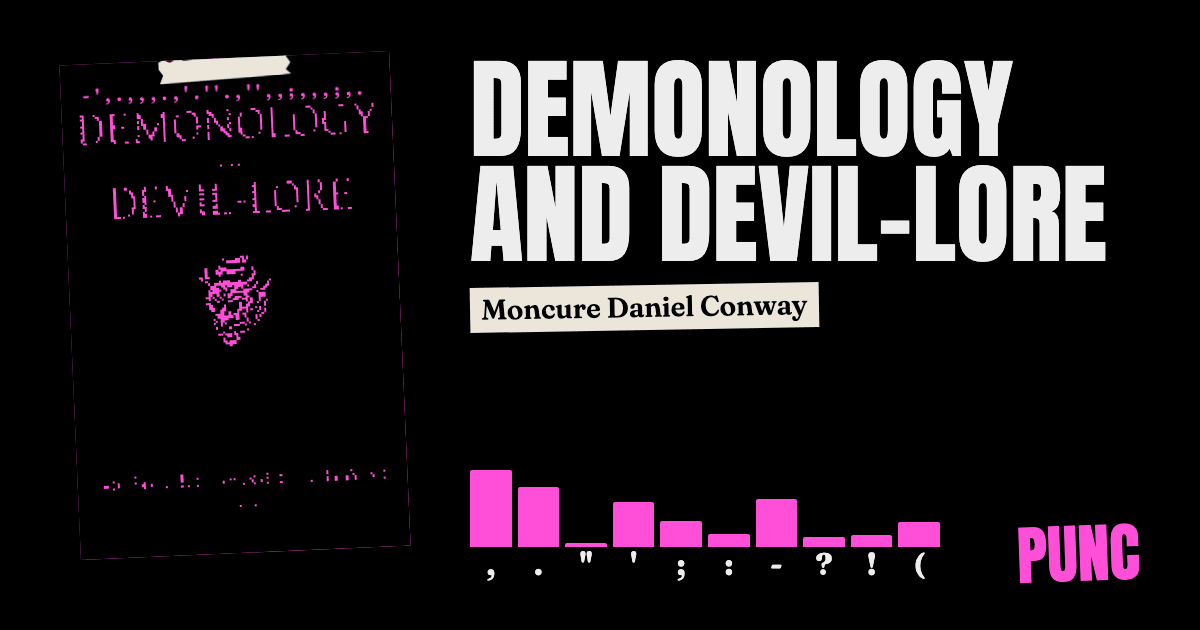 DEMONOLOGY
DEVIL-LORE
DEMONOLOGY
AND DEVIL-LORE
Moncure Daniel Conway
, . " ' ; : - ? ! (
PUNC